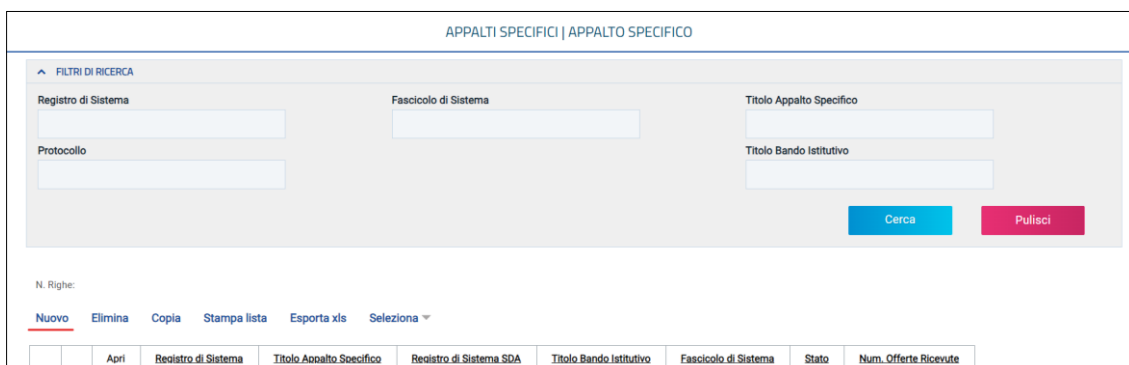 APPALTI SPECIFICI | APPALTO SPECIFICO
FILTRI DI RICERCA
Registro di Sistema Fascicolo di Sistema Titolo Appalto Specifico
Protocollo Titolo Bando Istitutivo
Cerca Pulisci
N. Righe:
Nuovo Elimina Copia Stampa lista Esporta xls Seleziona
Apri Registro di Sistema Titolo Appalto Specifico Registro di Sistema SDA Titolo Bando Istitutivo Fascicolo di Sistema Stato Num. Offerte Ricevute